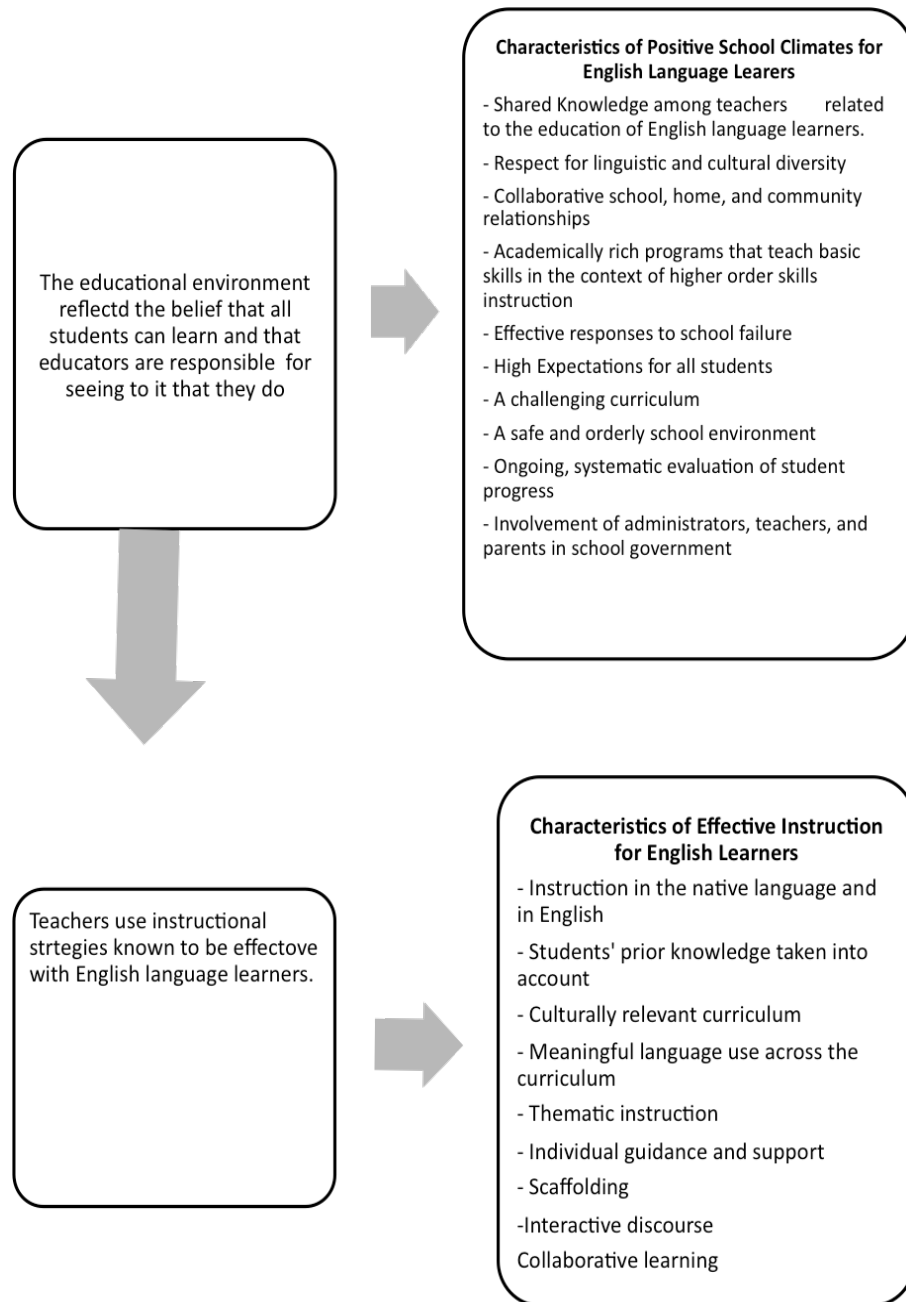 Characteristics of Positive School Climates for
English Language Learers
- Shared Knowledge among teachers related
to the education of English language learners.
- Respect for linguistic and cultural diversity
- Collaborative school, home, and community
relationships
- Academically rich programs that teach basic
skills in the context of higher order skills
instruction
- Effective responses to school failure
- High Expectations for all students
- A challenging curriculum
- A safe and orderly school environment
- Ongoing, systematic evaluation of student
progress
- Involvement of administrators, teachers, and
parents in school government
The educational environment
reflectd the belief that all
students can learn and that
educators are responsible for
seeing to it that they do
Teachers use instructional
strtegies known to be effectove
with English language learners.
Characteristics of Effective Instruction
for English Learners
- Instruction in the native language and
in English
- Students' prior knowledge taken into
account
- Culturally relevant curriculum
- Meaningful language use across the
curriculum
- Thematic instruction
- Individual guidance and support
- Scaffolding
-Interactive discourse
Collaborative learning